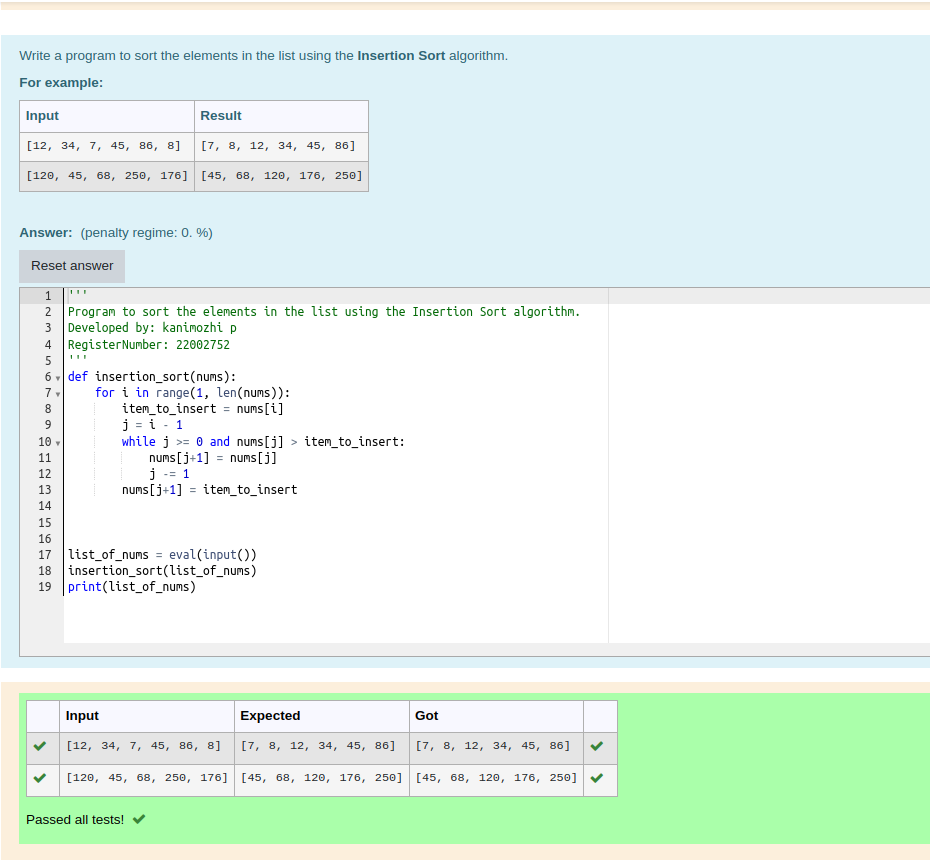 Write a program to sort the elements in the list using the Insertion Sort algorithm.
For example:
Input Result
[12, 34, 7, 45, 86, 8] [7, 8, 12, 34, 45, 86]
[120, 45, 68, 250, 176] [45, 68, 120, 176, 250]
Answer: (penalty regime: 0. %)
Reset answer
1 '''
2 Program to sort the elements in the list using the Insertion Sort algorithm.
3 Developed by: kanimozhi p
4 RegisterNumber: 22002752
5 '''
6 def insertion_sort(nums):
7     for i in range(1, len(nums)):
8         item_to_insert = nums[i]
9         j = i - 1
10         while j >= 0 and nums[j] > item_to_insert:
11             nums[j+1] = nums[j]
12             j -= 1
13         nums[j+1] = item_to_insert
14
15
16
17 list_of_nums = eval(input())
18 insertion_sort(list_of_nums)
19 print(list_of_nums)
Input Expected Got
[12, 34, 7, 45, 86, 8] [7, 8, 12, 34, 45, 86] [7, 8, 12, 34, 45, 86]
[120, 45, 68, 250, 176] [45, 68, 120, 176, 250] [45, 68, 120, 176, 250]
Passed all tests!